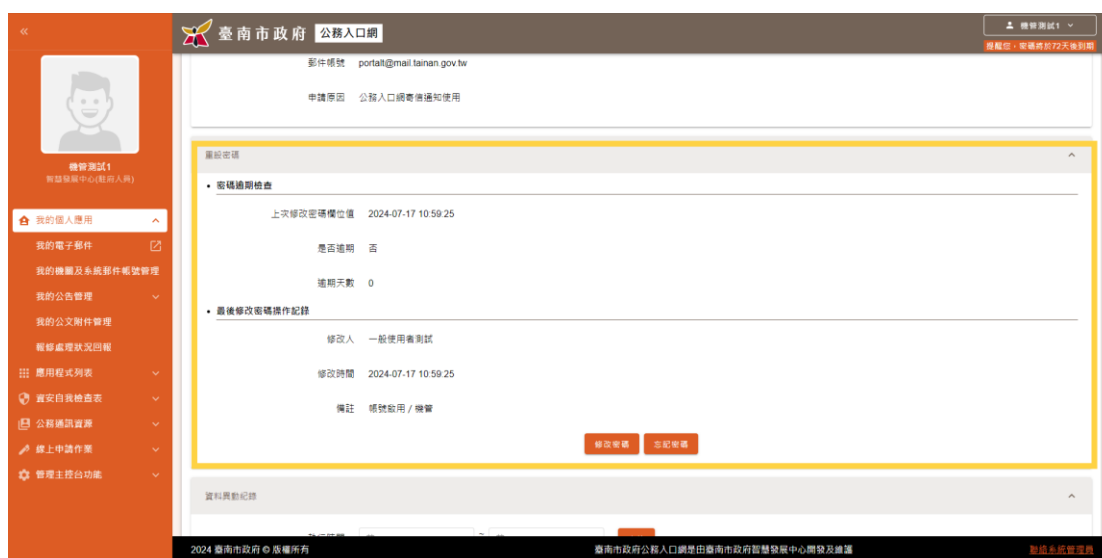 臺南市政府 公務入口網
機管測試1
提醒您，密碼將於72天後到期
機管測試1
智慧發展中心(駐府人員)
我的個人應用
我的電子郵件
我的機關及系統郵件帳號管理
我的公告管理
我的公文附件管理
報修處理狀況回報
應用程式列表
資安自我檢查表
公務通訊資源
線上申請作業
管理主控台功能
郵件帳號 portalt@mail.tainan.gov.tw
申請原因 公務入口網寄信通知使用
重設密碼
• 密碼逾期檢查
上次修改密碼欄位值 2024-07-17 10:59:25
是否逾期 否
逾期天數 0
• 最後修改密碼操作記錄
修改人 一般使用者測試
修改時間 2024-07-17 10:59:25
備註 帳號啟用 / 機管
修改密碼 忘記密碼
資料異動紀錄
~
2024 臺南市政府 © 版權所有 臺南市政府公務入口網是由臺南市政府智慧發展中心開發及維護 聯絡系統管理員